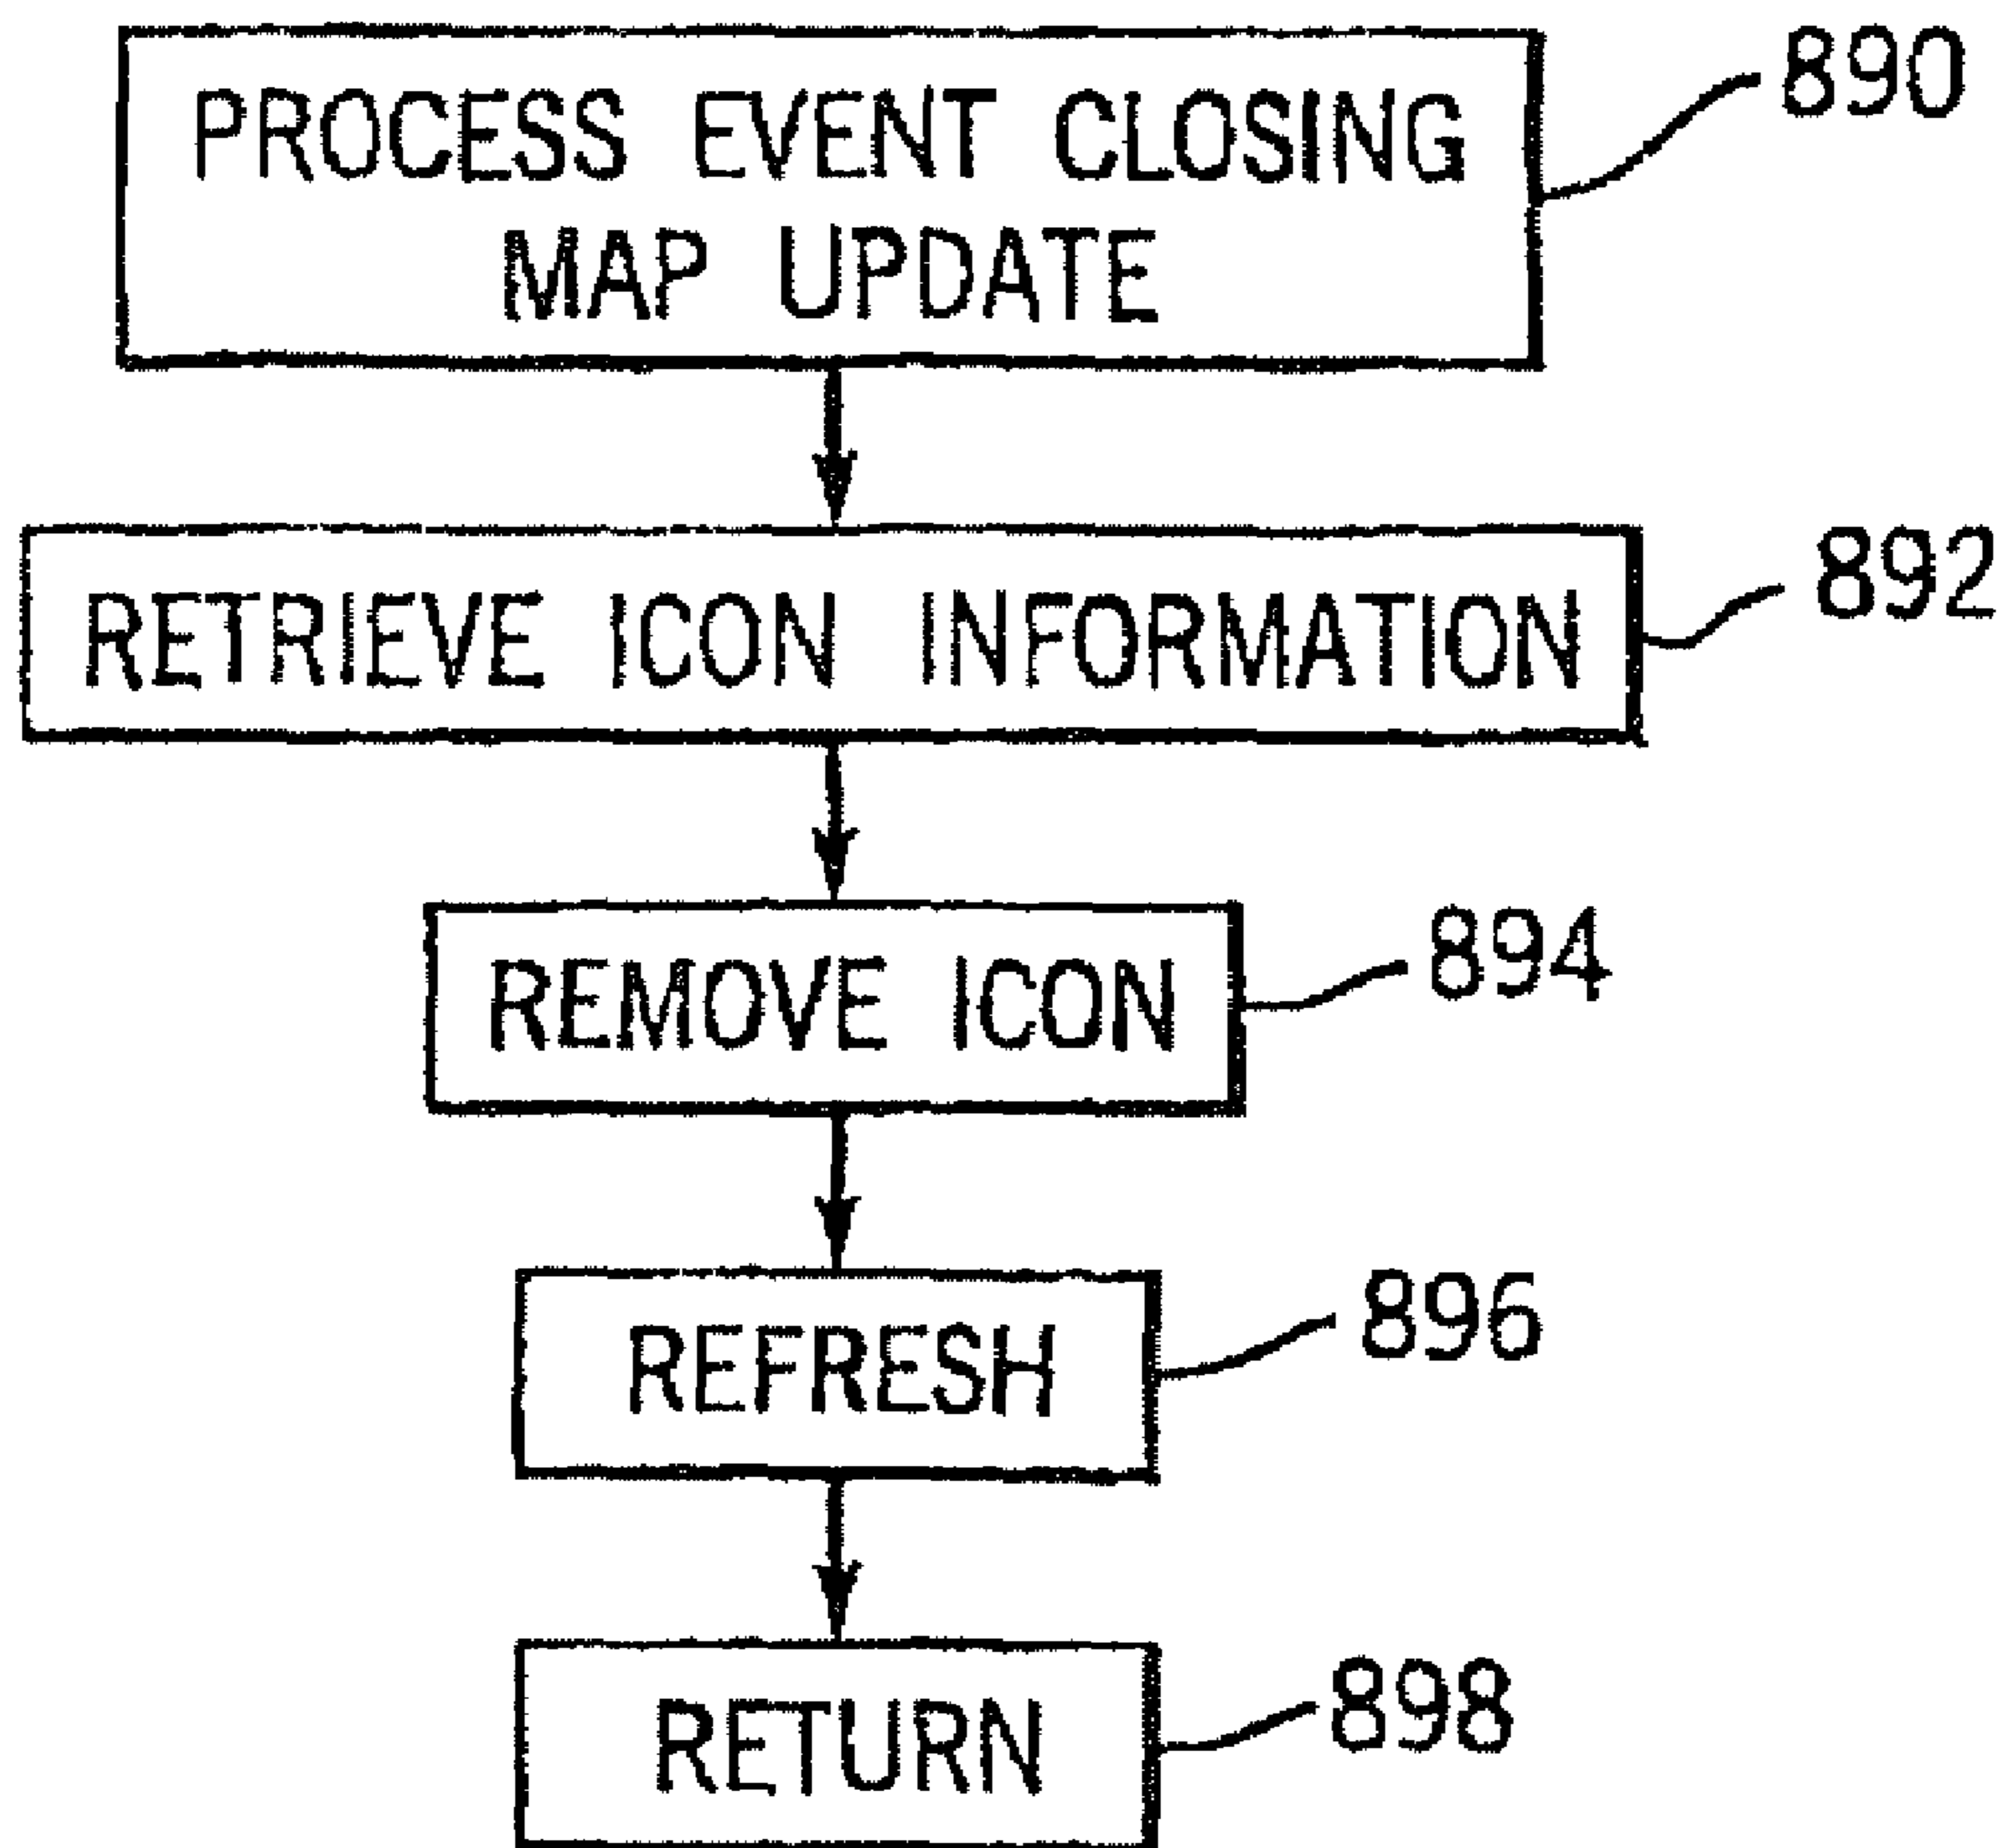 PROCESS EVENT CLOSING
MAP UPDATE
890
RETRIEVE ICON INFORMATION
892
REMOVE ICON
894
REFRESH
896
RETURN
898